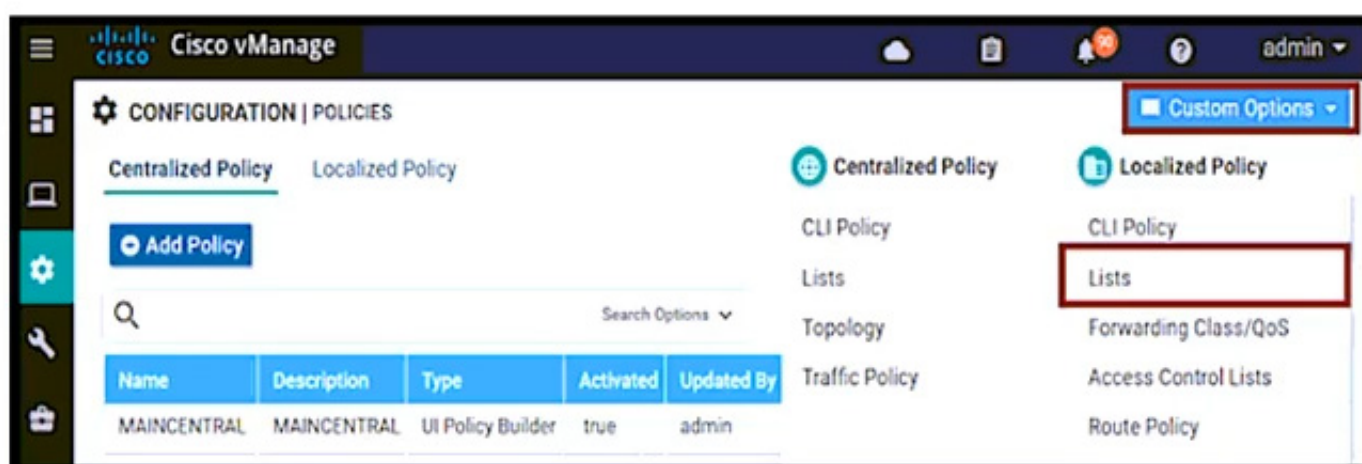 cisco Cisco vManage 90 admin
CONFIGURATION | POLICIES Custom Options
Centralized Policy Localized Policy
Add Policy
Search Options
Name Description Type Activated Updated By
MAINCENTRAL MAINCENTRAL UI Policy Builder true admin
Centralized Policy
CLI Policy
Lists
Topology
Traffic Policy
Localized Policy
CLI Policy
Lists
Forwarding Class/QoS
Access Control Lists
Route Policy